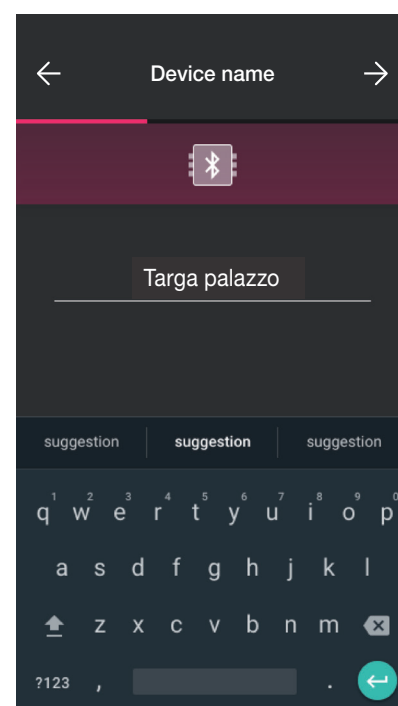 Device name
Targa palazzo
suggestion suggestion suggestion
1 2 3 4 5 6 7 8 9 0
q w e r t y u i o p
a s d f g h j k l
z x c v b n m
?123 , .